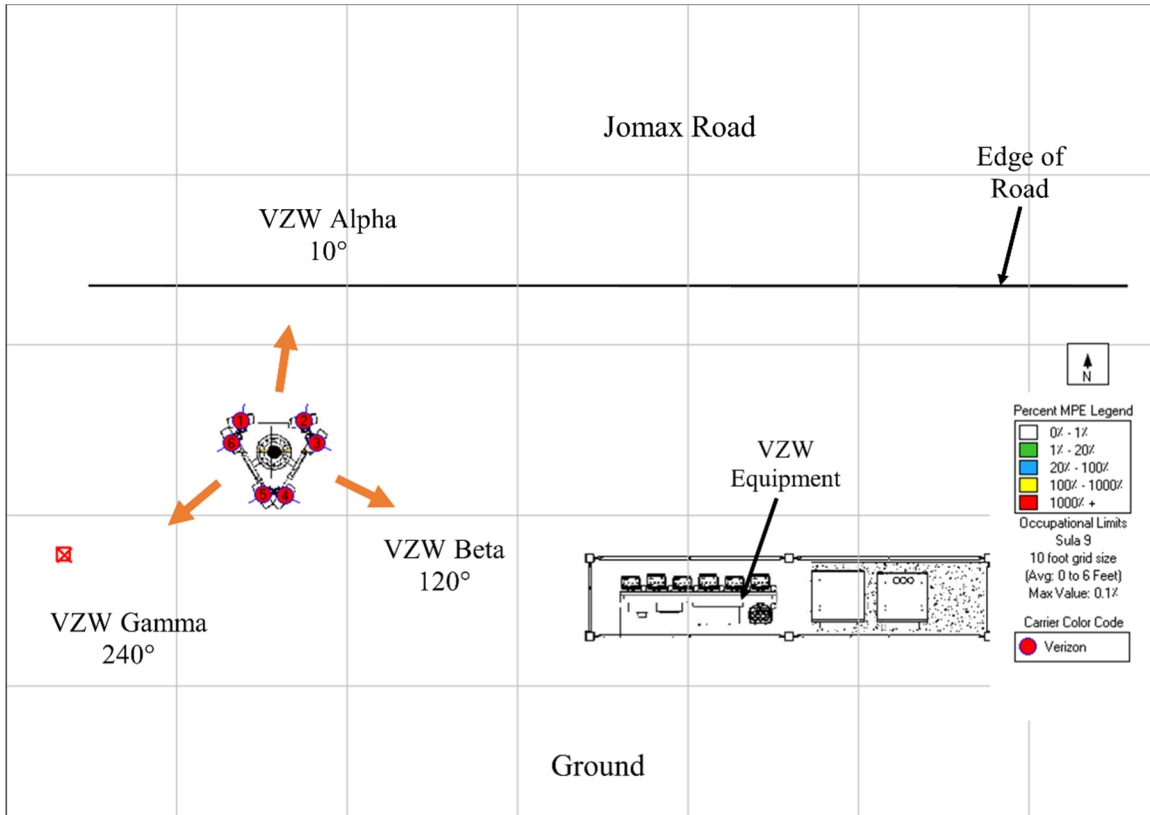 Jomax Road
Edge of
Road
VZW Alpha
10°
N
1
2
6
3
5
4
VZW
Equipment
VZW Beta
120°
VZW Gamma
240°
Percent MPE Legend
0% - 1%
1% - 20%
20% - 100%
100% - 1000%
1000% +
Occupational Limits
Sula 9
10 foot grid size
(Avg: 0 to 6 Feet)
Max Value: 0.1%
Carrier Color Code
Verizon
Ground